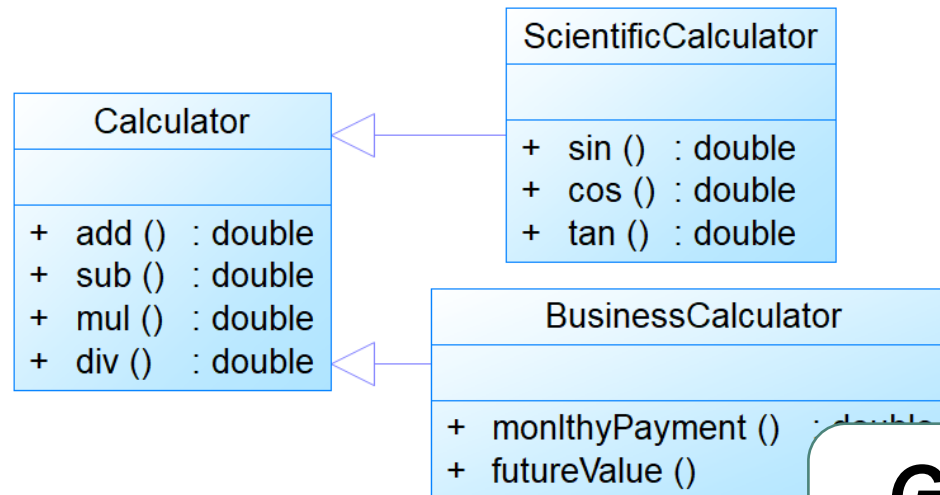 ScientificCalculator
+ sin () : double
+ cos () : double
+ tan () : double
Calculator
+ add () : double
+ sub () : double
+ mul () : double
+ div () : double
BusinessCalculator
+ monlthyPayment () : double
+ futureValue ()
G